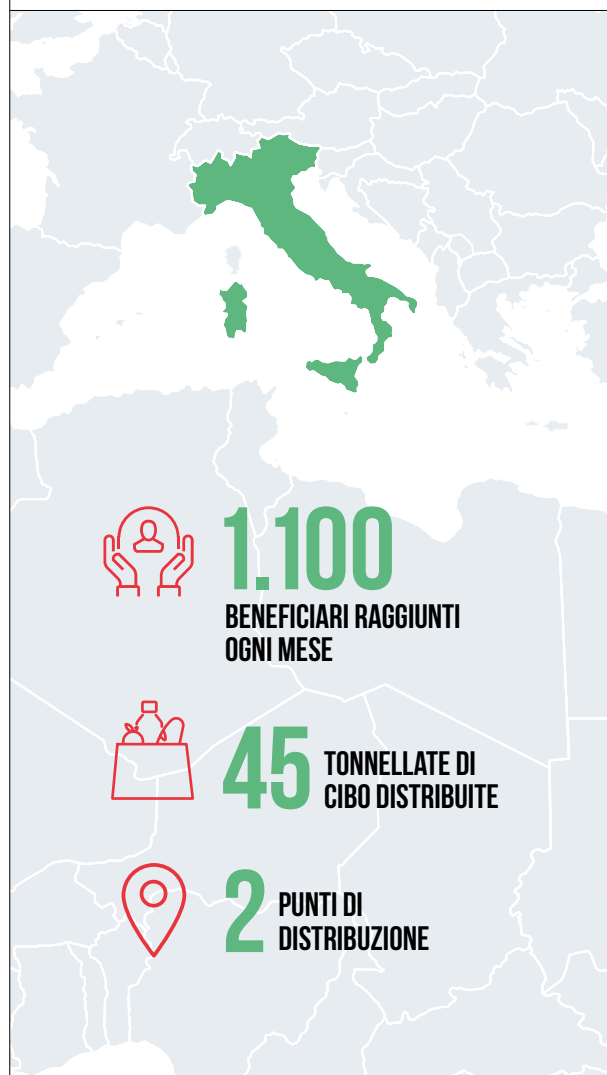 1.100
BENEFICIARI RAGGIUNTI
OGNI MESE
45
TONNELLATE DI
CIBO DISTRIBUITE
2
PUNTI DI
DISTRIBUZIONE